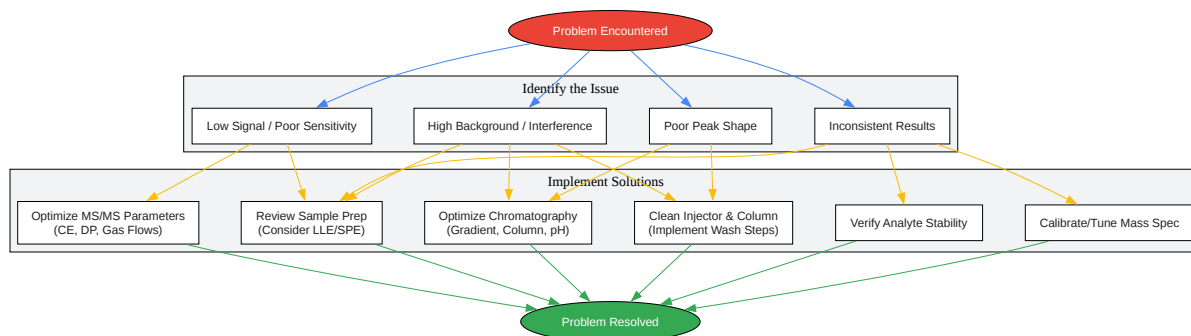 Problem Encountered
Identify the Issue
Low Signal / Poor Sensitivity
High Background / Interference
Poor Peak Shape
Inconsistent Results
Implement Solutions
Optimize MS/MS Parameters
(CE, DP, Gas Flows)
Review Sample Prep
(Consider LLE/SPE)
Optimize Chromatography
(Gradient, Column, pH)
Clean Injector & Column
(Implement Wash Steps)
Verify Analyte Stability
Calibrate/Tune Mass Spec
Problem Resolved